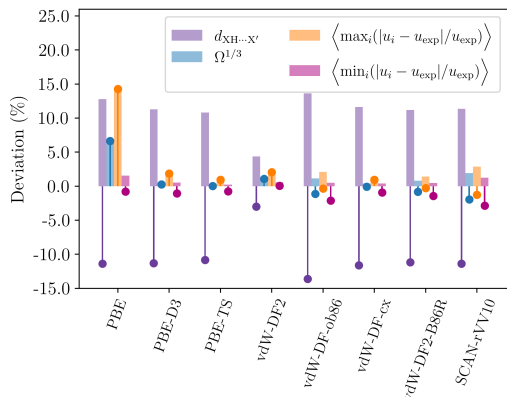 25.0
20.0
15.0
10.0
5.0
0.0
-5.0
-10.0
-15.0
Deviation (%)
d_XH···X′
Ω^1/3
⟨max_i(|u_i − u_exp|/u_exp)⟩
⟨min_i(|u_i − u_exp|/u_exp)⟩
PBE
PBE-D3
PBE-TS
vdW-DF2
vdW-DF-ob86
vdW-DF-cx
vdW-DF2-B86R
SCAN-rVV10